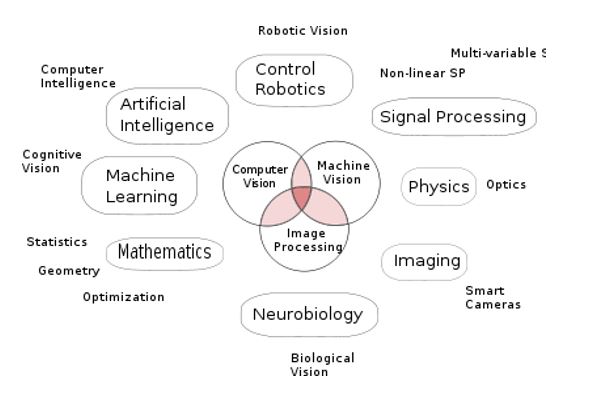 Robotic Vision
Multi-variable
Non-linear SP
Computer
Intelligence
Control
Robotics
Artificial
Intelligence
Signal Processing
Cognitive
Vision
Machine
Learning
Computer
Vision
Machine
Vision
Physics
Optics
Image
Processing
Statistics
Geometry
Mathematics
Optimization
Imaging
Smart
Cameras
Neurobiology
Biological
Vision